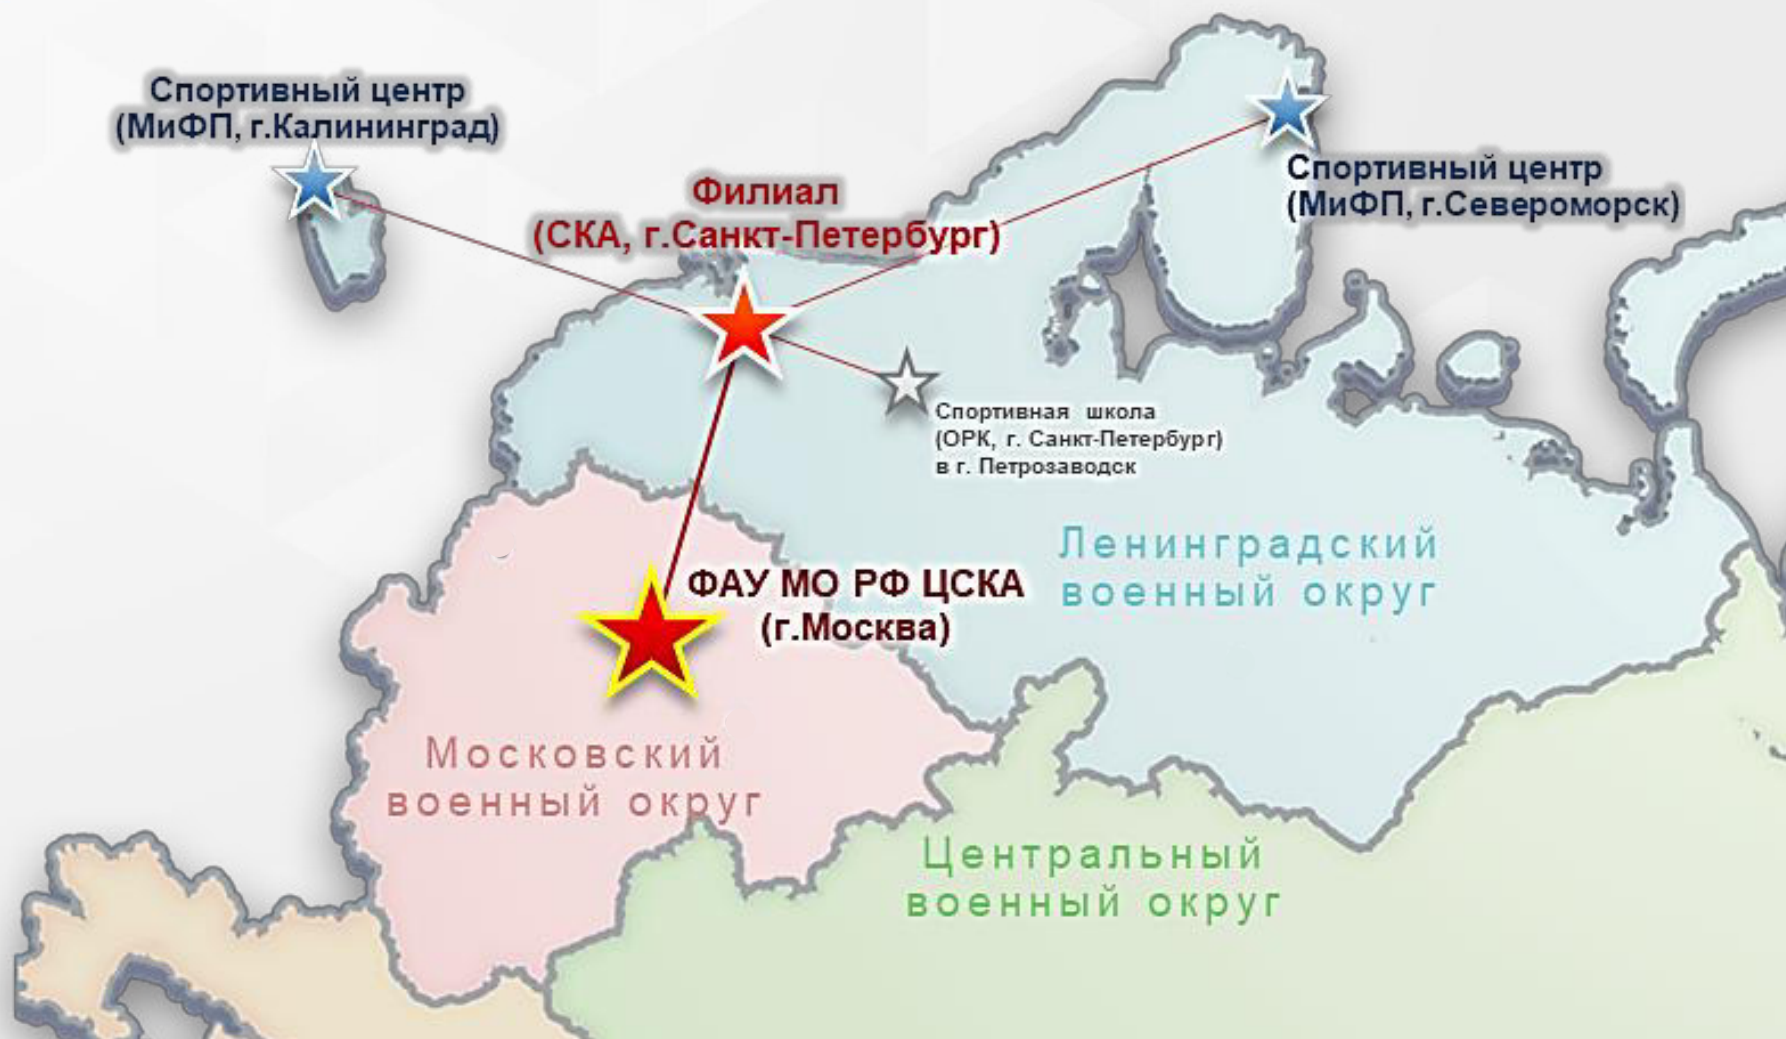 Спортивный центр
(МиФП, г.Калининград)
Филиал
(СКА, г.Санкт-Петербург)
Спортивный центр
(МиФП, г.Североморск)
Спортивная школа
(ОРК, г. Санкт-Петербург)
в г. Петрозаводск
Ленинградский
военный округ
ФАУ МО РФ ЦСКА
(г.Москва)
Московский
военный округ
Центральный
военный округ